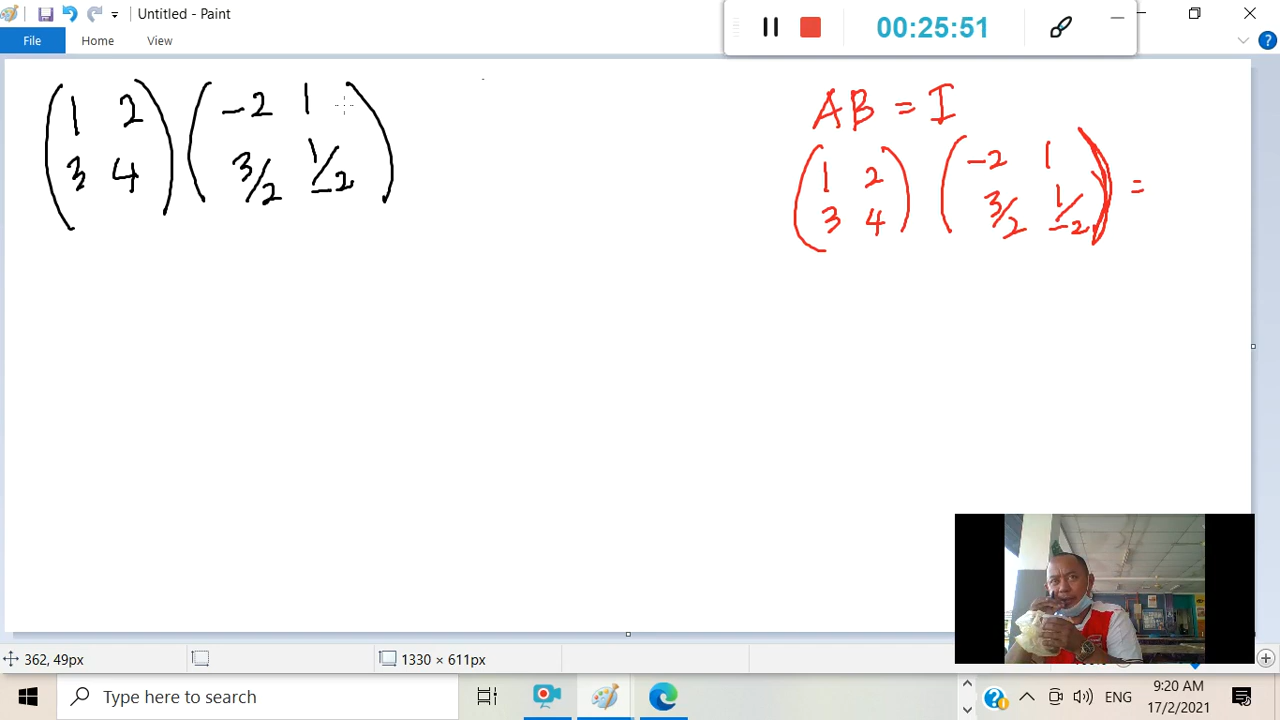 Untitled - Paint
00:25:51
File Home View
1 2 -2 1
3 4 3/2 1/-2
AB = I
(1 2) (-2 1) =
(3 4) (3/2 1/-2)
362, 49px
1330 × 611px
Type here to search
ENG
9:20 AM
17/2/2021